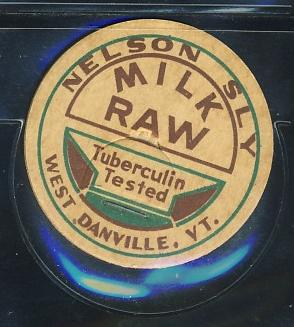 NELSON SLY
MILK
RAW
Tuberculin
Tested
WEST DANVILLE, VT.